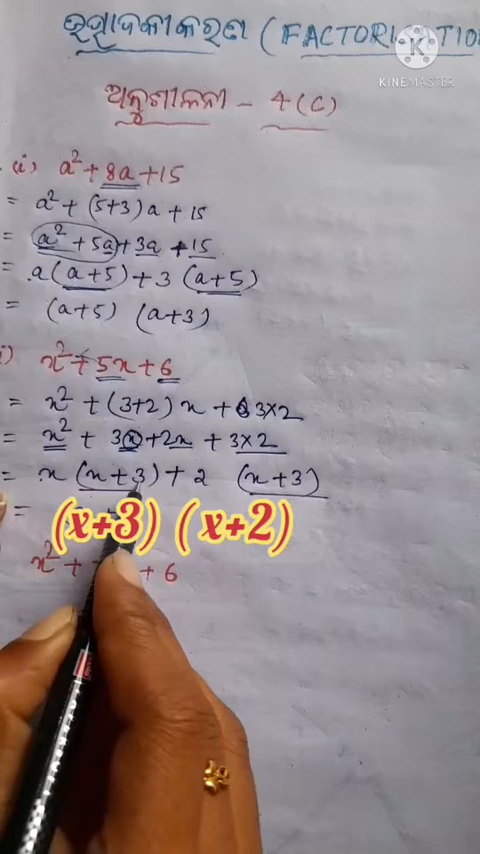 ଉତ୍ପାଦକୀକରଣ (FACTORISATION
KINEMASTER
ଅନୁଶୀଳନୀ - 4(C)
(i) a² + 8a + 15
= a² + (5+3) a + 15
= a² + 5a + 3a + 15
= a (a+5) + 3 (a+5)
= (a+5) (a+3)
i) x² + 5x + 6
= x² + (3+2) x + 3×2
= x² + 3x + 2x + 3×2
= x (x+3) + 2 (x+3)
= (x+3) (x+2)
x² + + 6